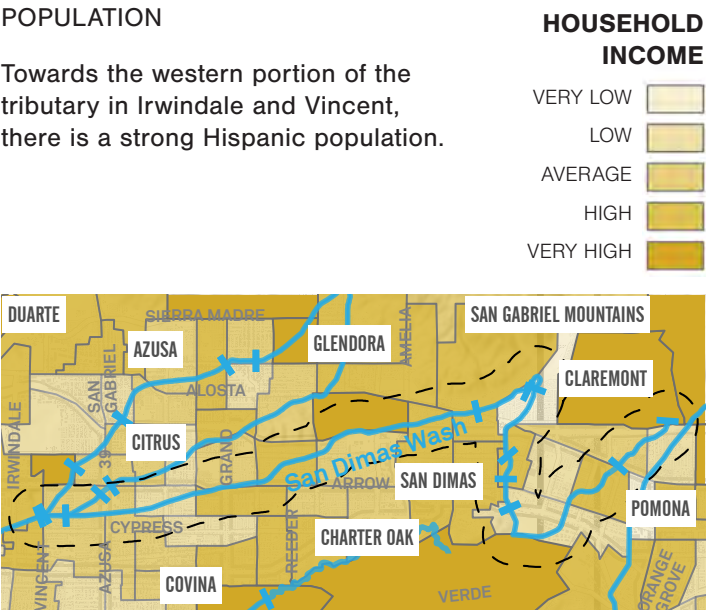 POPULATION
Towards the western portion of the
tributary in Irwindale and Vincent,
there is a strong Hispanic population.
HOUSEHOLD
INCOME
VERY LOW
LOW
AVERAGE
HIGH
VERY HIGH
DUARTE
SIERRA MADRE
SAN GABRIEL MOUNTAINS
AZUSA
GLENDORA
AMELIA
SAN
GABRIEL
ALOSTA
CLAREMONT
IRWINDALE
CITRUS
39
GRAND
San Dimas Wash
ARROW
SAN DIMAS
POMONA
CYPRESS
REEDER
CHARTER OAK
VINCENT
AZUSA
COVINA
VERDE
ORANGE
GROVE